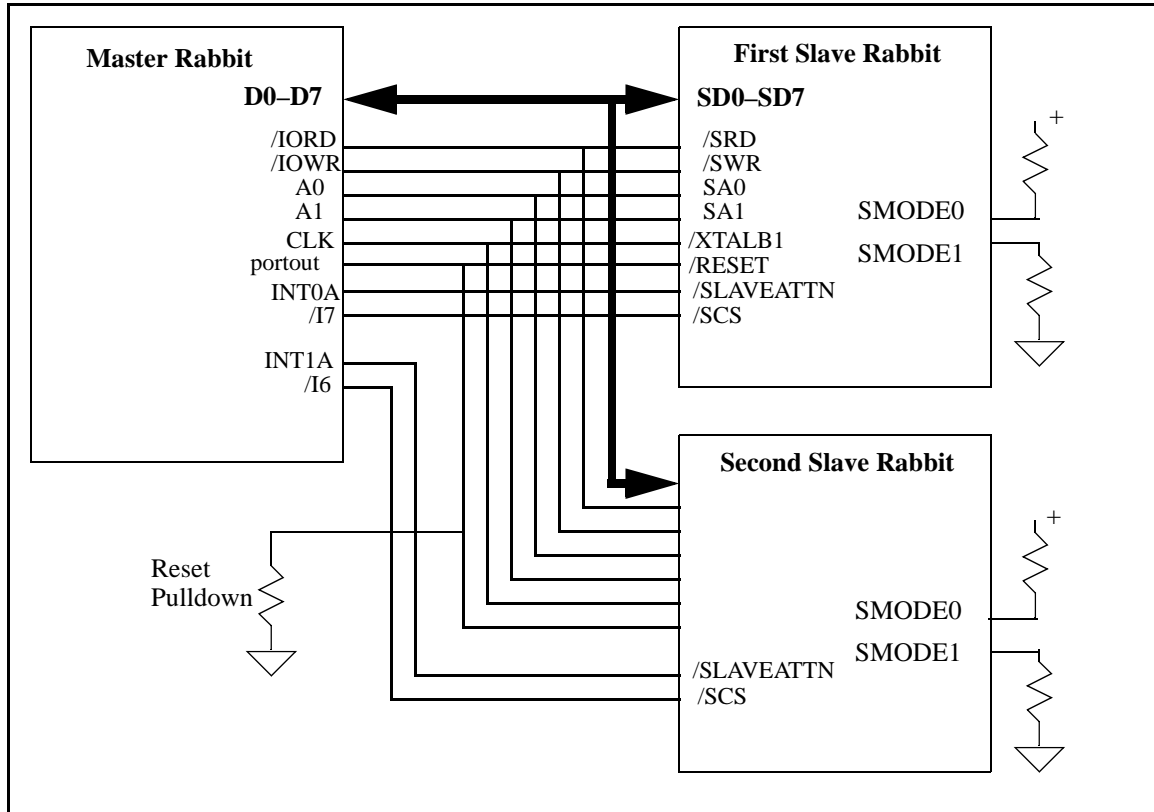 Master Rabbit
D0–D7
/IORD
/IOWR
A0
A1
CLK
portout
INT0A
/I7
INT1A
/I6
First Slave Rabbit
SD0–SD7
/SRD
/SWR
SA0
SA1
/XTALB1
/RESET
/SLAVEATTN
/SCS
SMODE0
SMODE1
+
Reset
Pulldown
Second Slave Rabbit
SMODE0
SMODE1
/SLAVEATTN
/SCS
+